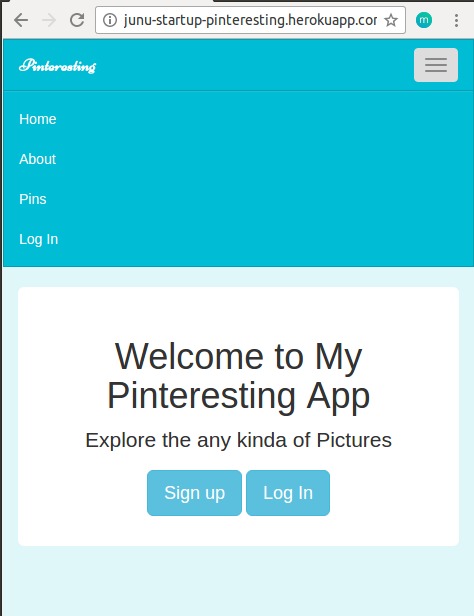 junu-startup-pinteresting.herokuapp.cor
m
Pinteresting
Home
About
Pins
Log In
Welcome to My
Pinteresting App
Explore the any kinda of Pictures
Sign up
Log In